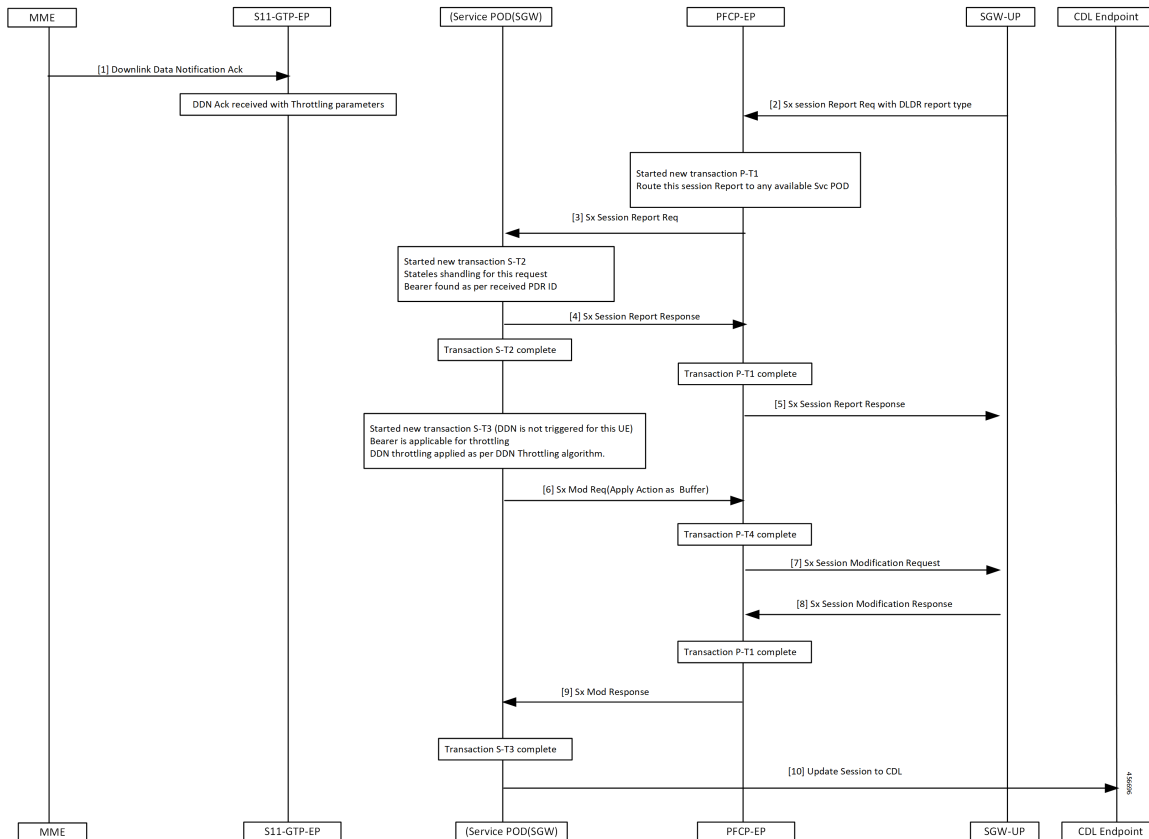 MME
S11-GTP-EP
(Service POD(SGW)
PFCP-EP
SGW-UP
CDL Endpoint
[1] Downlink Data Notification Ack
DDN Ack received with Throttling parameters
[2] Sx session Report Req with DLDR report type
Started new transaction P-T1
Route this session Report to any available Svc POD
[3] Sx Session Report Req
Started new transaction S-T2
Stateles shandling for this request
Bearer found as per received PDR ID
[4] Sx Session Report Response
Transaction S-T2 complete
Transaction P-T1 complete
[5] Sx Session Report Response
Started new transaction S-T3 (DDN is not triggered for this UE)
Bearer is applicable for throttling
DDN throttling applied as per DDN Throttling algorithm.
[6] Sx Mod Req(Apply Action as  Buffer)
Transaction P-T4 complete
[7] Sx Session Modification Request
[8] Sx Session Modification Response
Transaction P-T1 complete
[9] Sx Mod Response
Transaction S-T3 complete
[10] Update Session to CDL
456696
MME
S11-GTP-EP
(Service POD(SGW)
PFCP-EP
SGW-UP
CDL Endpoint